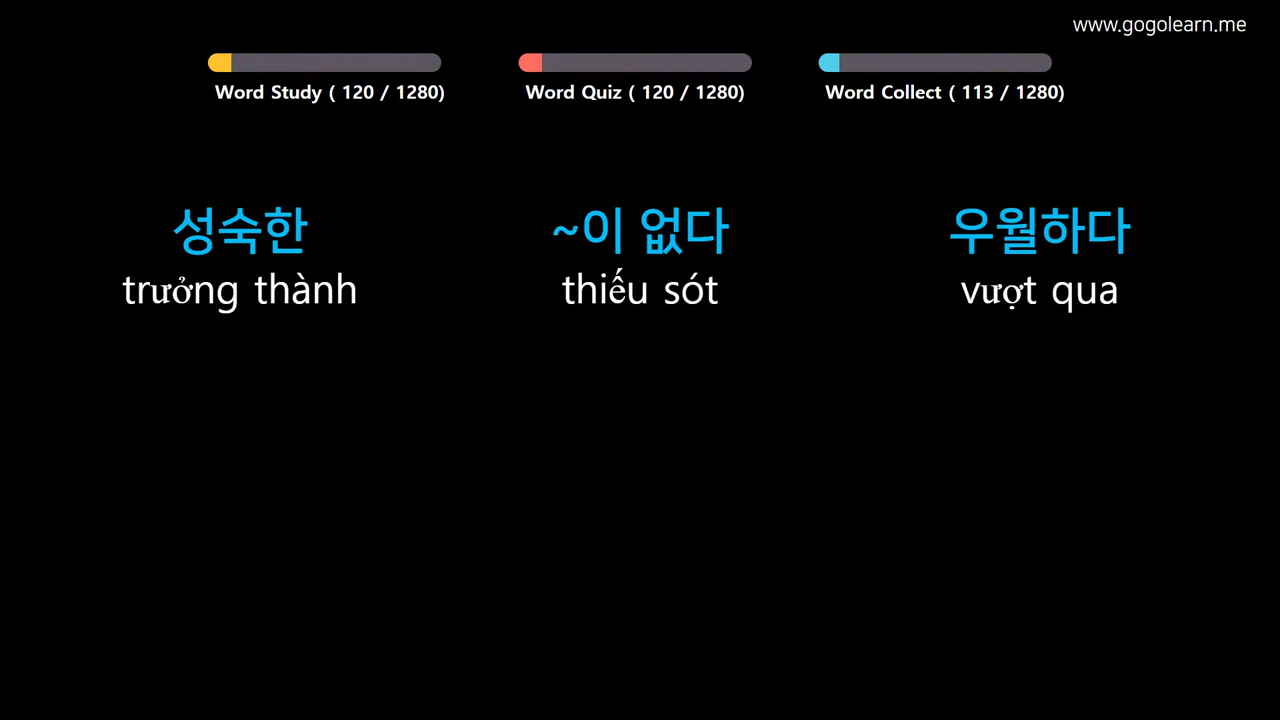 www.gogolearn.me
Word Study ( 120 / 1280)
Word Quiz ( 120 / 1280)
Word Collect ( 113 / 1280)
성숙한
trưởng thành
~이 없다
thiếu sót
우월하다
vượt qua